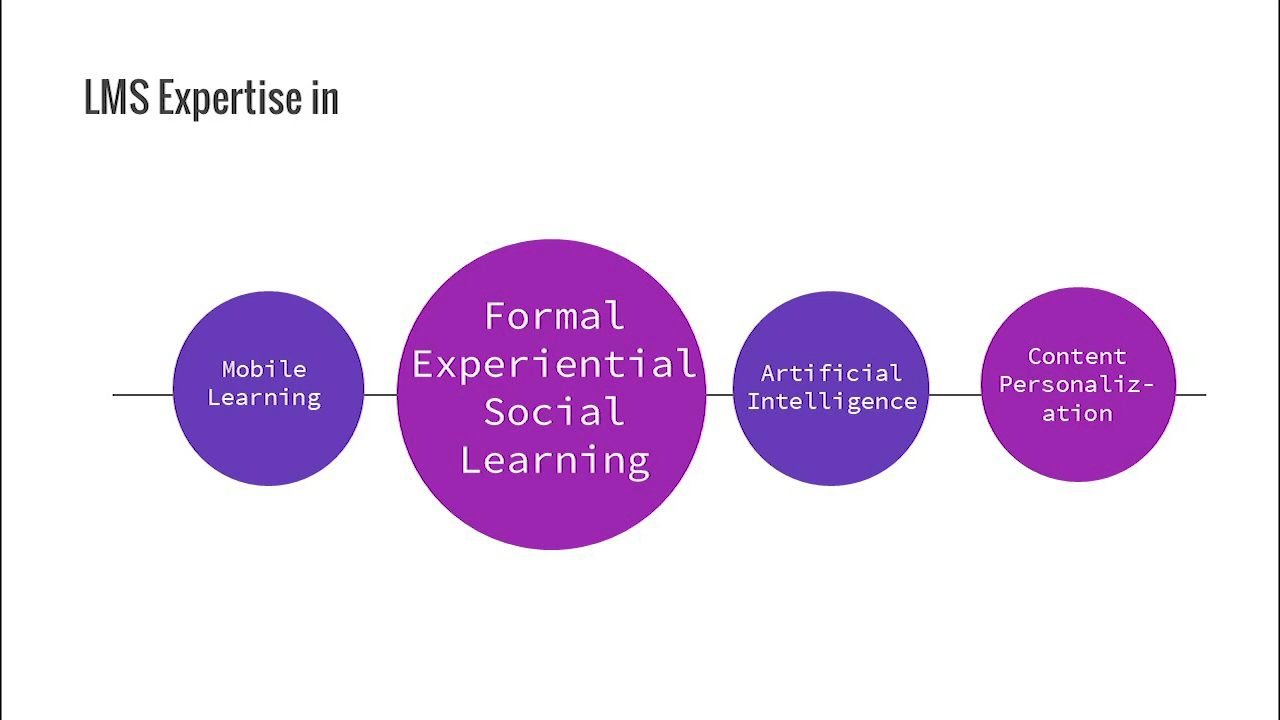 LMS Expertise in
Mobile
Learning
Formal
Experiential
Social
Learning
Artificial
Intelligence
Content
Personaliz-
ation